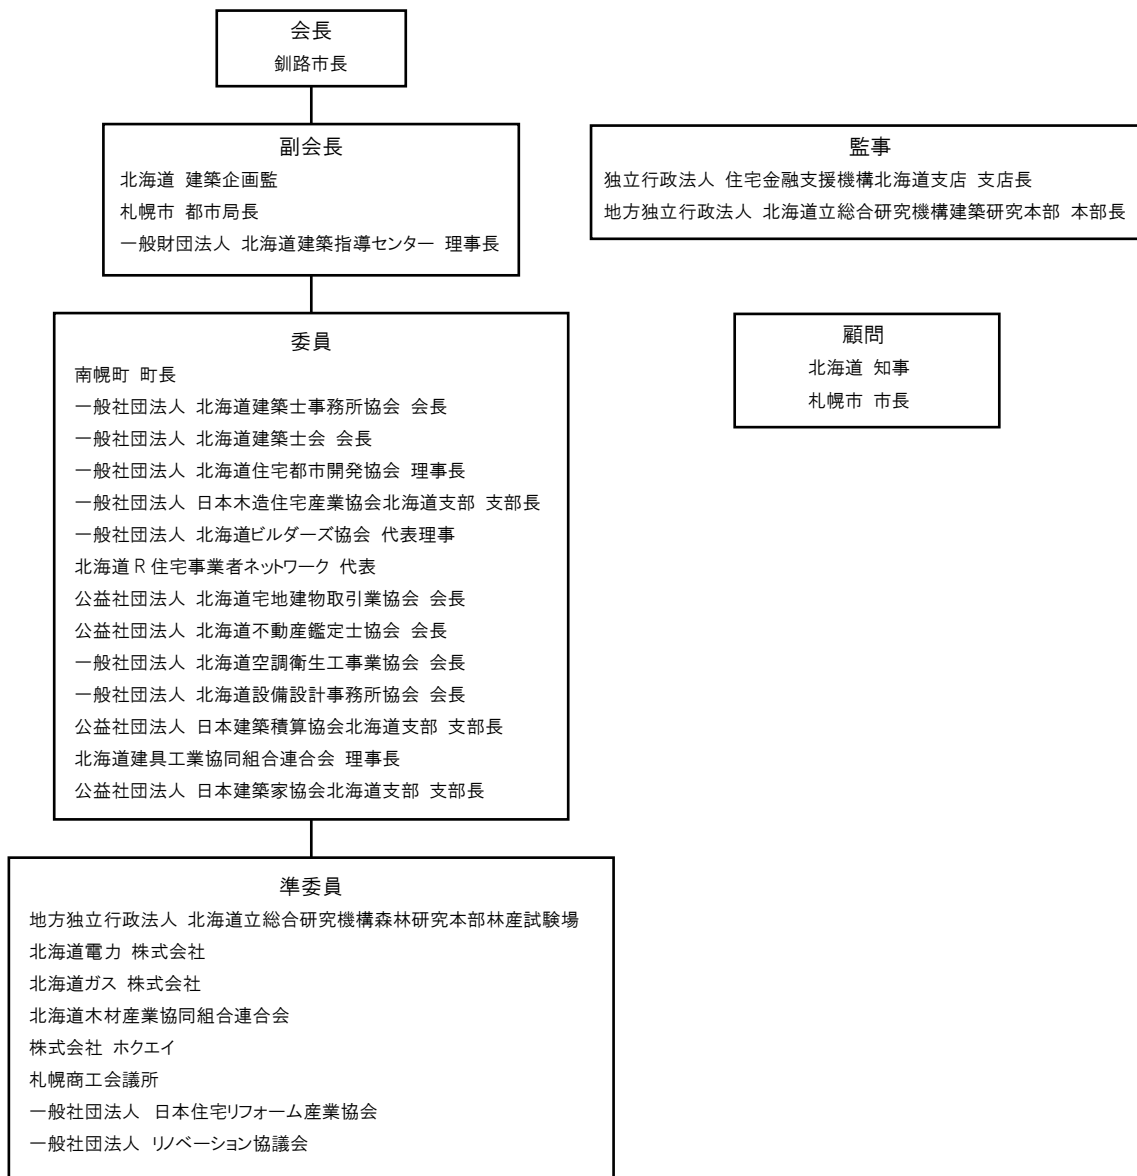 会長
釧路市長
副会長
北海道 建築企画監
札幌市 都市局長
一般財団法人 北海道建築指導センター 理事長
監事
独立行政法人 住宅金融支援機構北海道支店 支店長
地方独立行政法人 北海道立総合研究機構建築研究本部 本部長
顧問
北海道 知事
札幌市 市長
委員
南幌町 町長
一般社団法人 北海道建築士事務所協会 会長
一般社団法人 北海道建築士会 会長
一般社団法人 北海道住宅都市開発協会 理事長
一般社団法人 日本木造住宅産業協会北海道支部 支部長
一般社団法人 北海道ビルダーズ協会 代表理事
北海道R住宅事業者ネットワーク 代表
公益社団法人 北海道宅地建物取引業協会 会長
公益社団法人 北海道不動産鑑定士協会 会長
一般社団法人 北海道空調衛生工事業協会 会長
一般社団法人 北海道設備設計事務所協会 会長
公益社団法人 日本建築積算協会北海道支部 支部長
北海道建具工業協同組合連合会 理事長
公益社団法人 日本建築家協会北海道支部 支部長
準委員
地方独立行政法人 北海道立総合研究機構森林研究本部林産試験場
北海道電力 株式会社
北海道ガス 株式会社
北海道木材産業協同組合連合会
株式会社 ホクエイ
札幌商工会議所
一般社団法人 日本住宅リフォーム産業協会
一般社団法人 リノベーション協議会